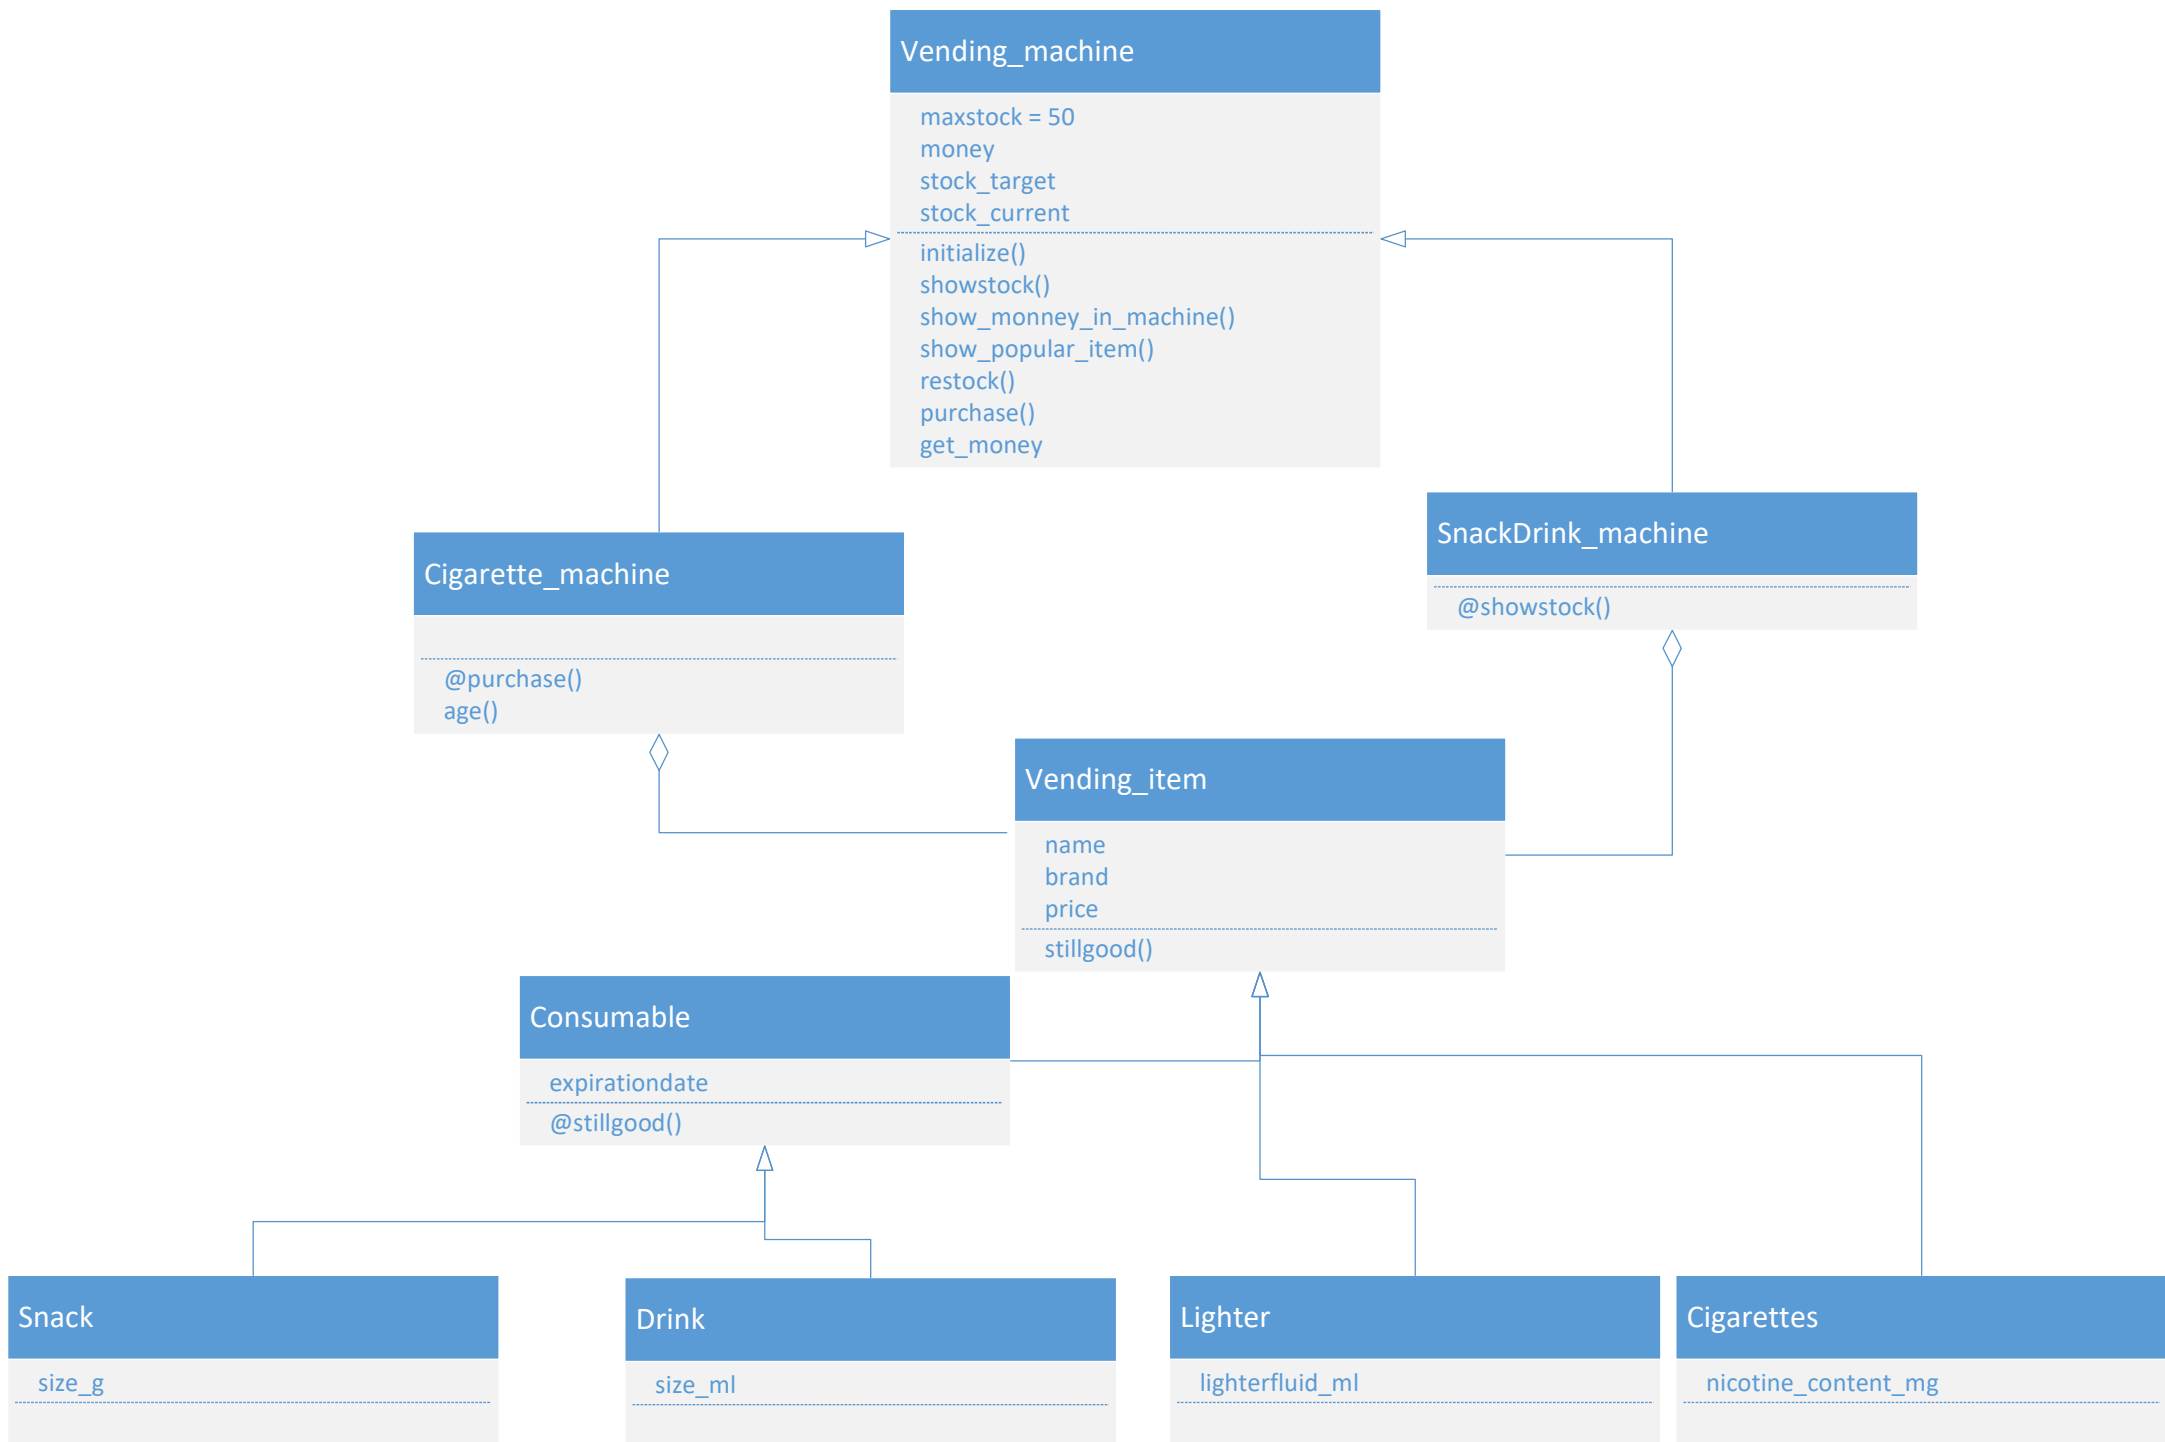 Vending_machine
maxstock = 50
money
stock_target
stock_current
initialize()
showstock()
show_monney_in_machine()
show_popular_item()
restock()
purchase()
get_money
Cigarette_machine
@purchase()
age()
SnackDrink_machine
@showstock()
Vending_item
name
brand
price
stillgood()
Consumable
expirationdate
@stillgood()
Snack
size_g
Drink
size_ml
Lighter
lighterfluid_ml
Cigarettes
nicotine_content_mg